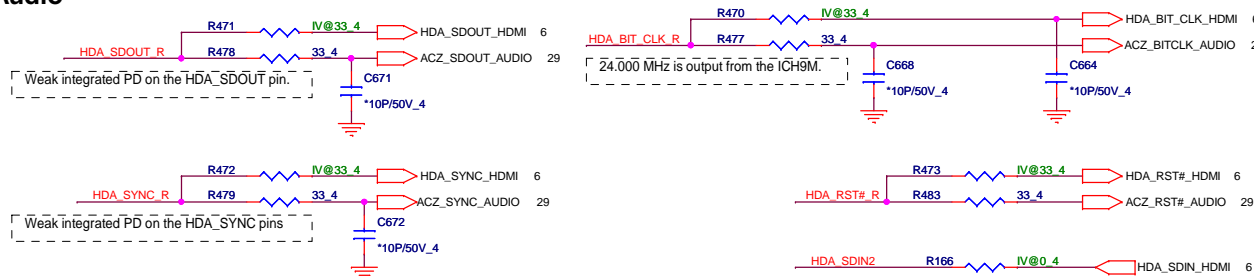 R471 IV@33_4 HDA_SDOUT_HDMI 6
HDA_SDOUT_R R478 33_4 ACZ_SDOUT_AUDIO 29
Weak integrated PD on the HDA_SDOUT pin.
C671
*10P/50V_4
R470 IV@33_4 HDA_BIT_CLK_HDMI
HDA_BIT_CLK_R R477 33_4 ACZ_BITCLK_AUDIO
24.000 MHz is output from the ICH9M.
C668 C664
*10P/50V_4 *10P/50V_4
R472 IV@33_4 HDA_SYNC_HDMI 6
HDA_SYNC_R R479 33_4 ACZ_SYNC_AUDIO 29
Weak integrated PD on the HDA_SYNC pins
C672
*10P/50V_4
R473 IV@33_4 HDA_RST#_HDMI 6
HDA_RST#_R R483 33_4 ACZ_RST#_AUDIO 29
HDA_SDIN2 R166 IV@0_4 HDA_SDIN_HDMI 6